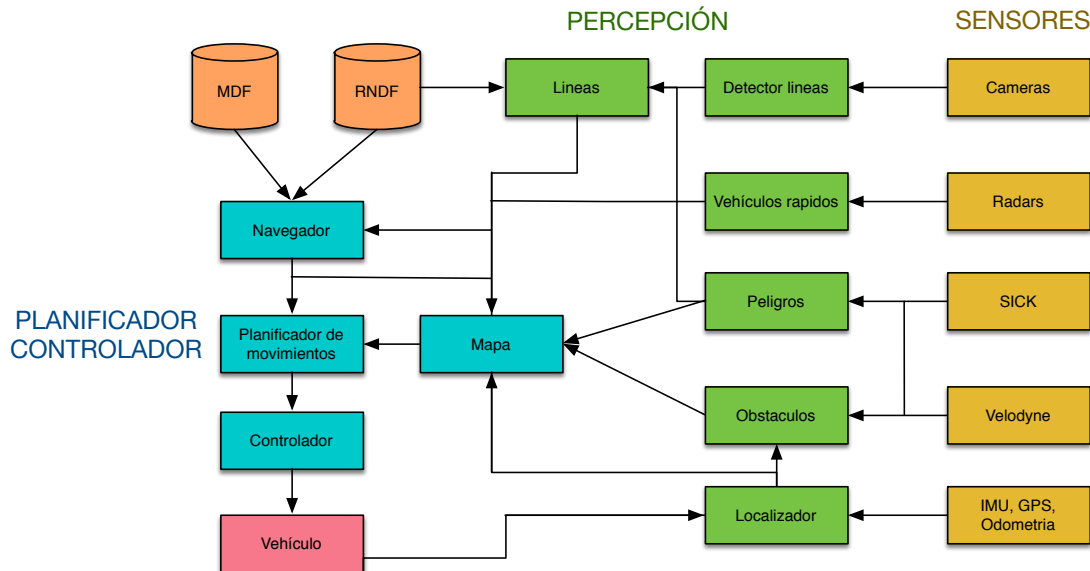 PERCEPCIÓN
SENSORES
MDF
RNDF
Lineas
Detector lineas
Cameras
Vehículos rapidos
Radars
Navegador
PLANIFICADOR
CONTROLADOR
Planificador de
movimientos
Mapa
Peligros
SICK
Controlador
Obstaculos
Velodyne
Vehículo
Localizador
IMU, GPS,
Odometria